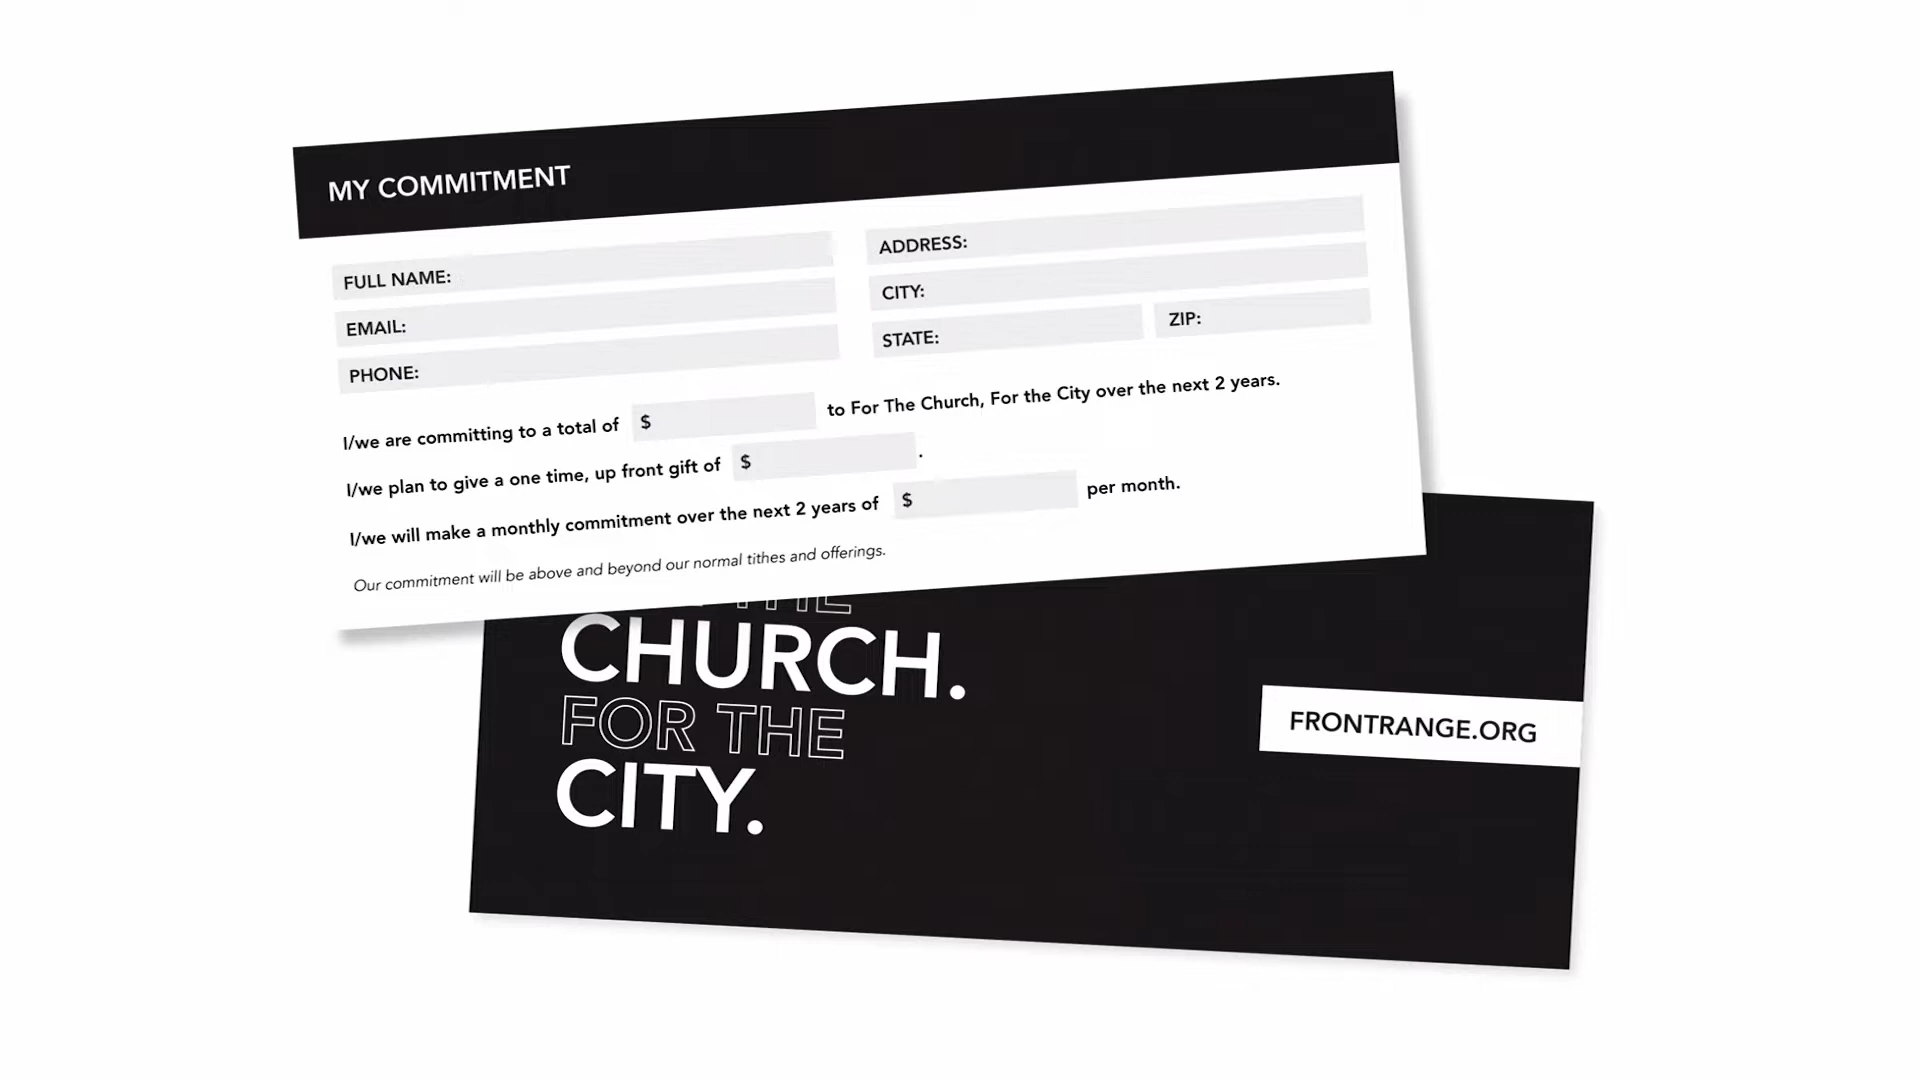 MY COMMITMENT
FULL NAME:
EMAIL:
PHONE:
ADDRESS:
CITY:
STATE:
ZIP:
I/we are committing to a total of $ to For The Church, For the City over the next 2 years.
I/we plan to give a one time, up front gift of $ .
I/we will make a monthly commitment over the next 2 years of $ per month.
Our commitment will be above and beyond our normal tithes and offerings.
THE
CHURCH.
FOR THE
CITY.
FRONTRANGE.ORG